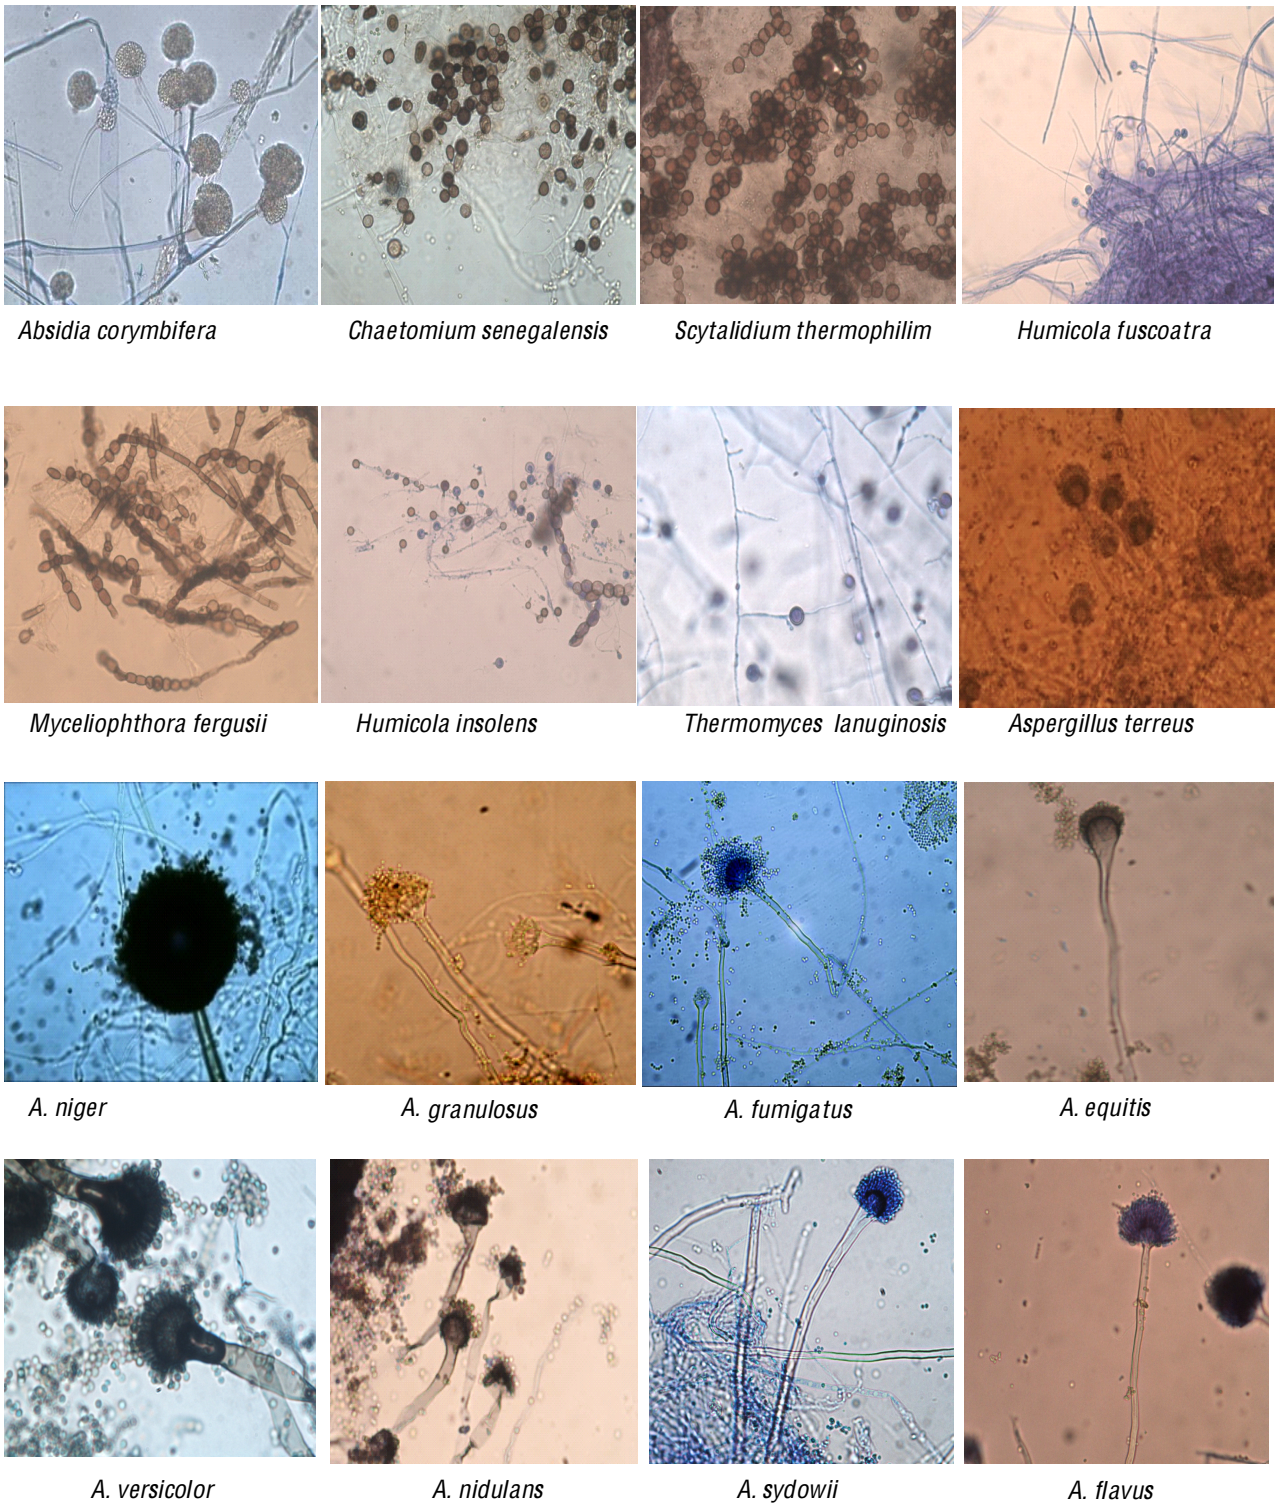 Absidia corymbifera
Chaetomium senegalensis
Scytalidium thermophilim
Humicola fuscoatra
Myceliophthora fergusii
Humicola insolens
Thermomyces lanuginosis
Aspergillus terreus
A. niger
A. granulosus
A. fumigatus
A. equitis
A. versicolor
A. nidulans
A. sydowii
A. flavus